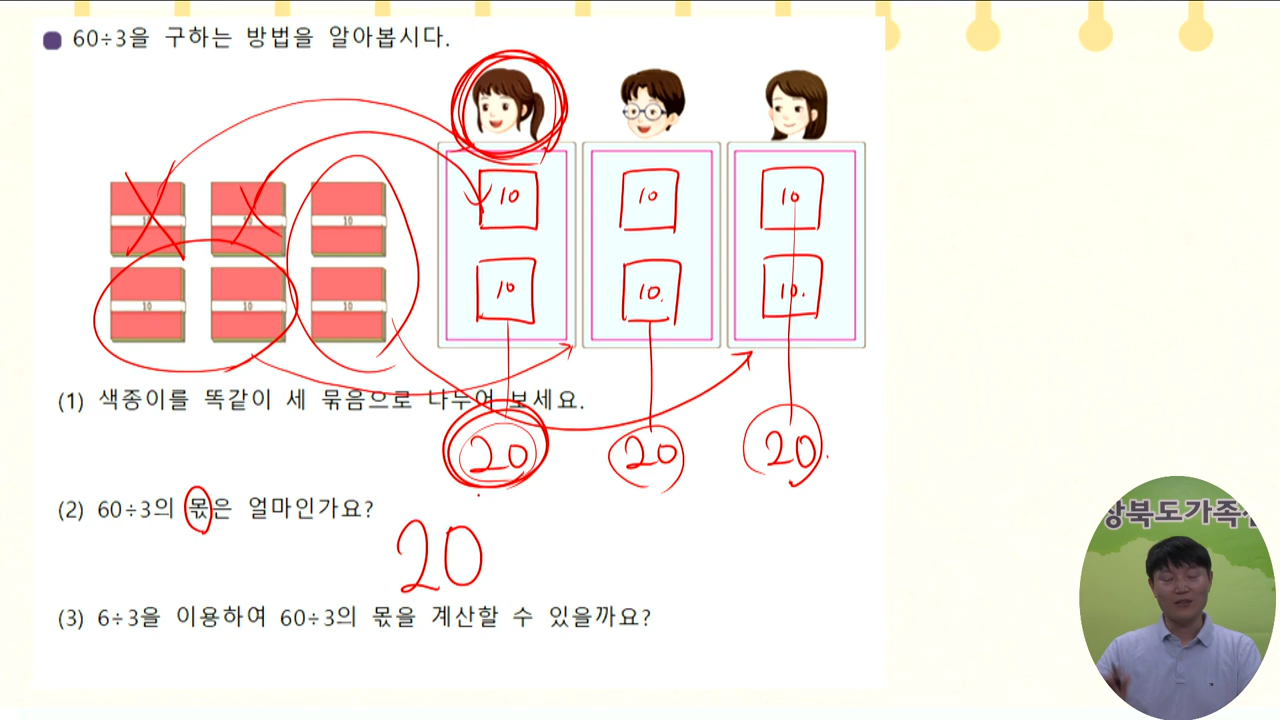 60÷3을 구하는 방법을 알아봅시다.
10 10 10
10 10 10
10 10 10
10 10. 10.
(1) 색종이를 똑같이 세 묶음으로 나누어 보세요.
20 20 20.
(2) 60÷3의 몫은 얼마인가요?
20
(3) 6÷3을 이용하여 60÷3의 몫을 계산할 수 있을까요?
상북도가족